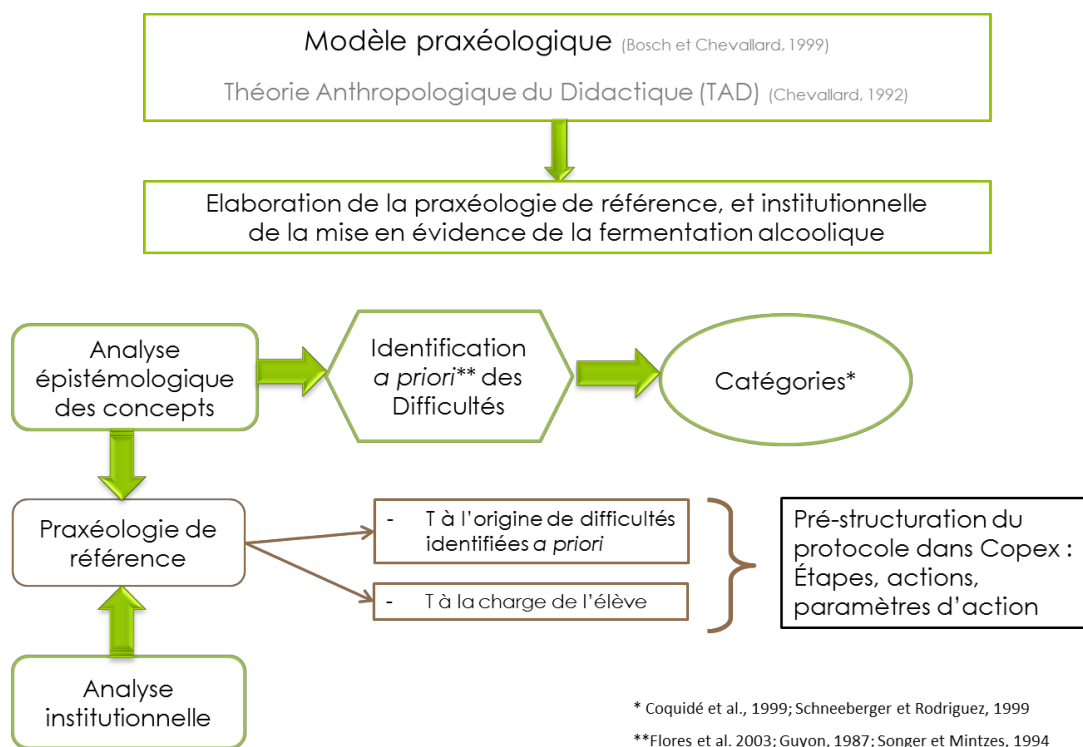 Modèle praxéologique (Bosch et Chevallard, 1999)
Théorie Anthropologique du Didactique (TAD) (Chevallard, 1992)
Elaboration de la praxéologie de référence, et institutionnelle
de la mise en évidence de la fermentation alcoolique
Analyse
épistémologique
des concepts
Identification
a priori** des
Difficultés
Catégories*
Praxéologie de
référence
- T à l'origine de difficultés
identifiées a priori
- T à la charge de l'élève
Pré-structuration du
protocole dans Copex :
Étapes, actions,
paramètres d'action
Analyse
institutionnelle
* Coquidé et al., 1999; Schneeberger et Rodriguez, 1999
**Flores et al. 2003; Guyon, 1987; Songer et Mintzes, 1994